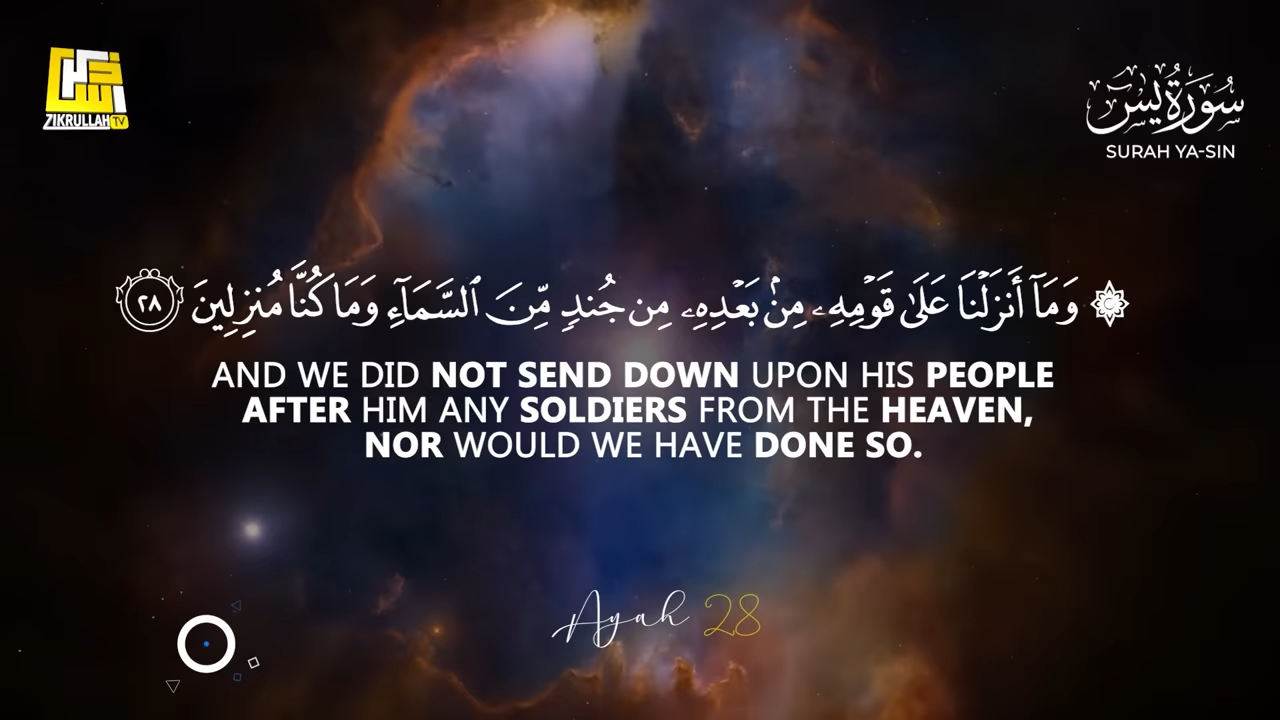 ذكر الله
ZIKRULLAH TV
سُورَةُ يسٓ
SURAH YA-SIN
۞ وَمَآ أَنزَلْنَا عَلَىٰ قَوْمِهِۦ مِنۢ بَعْدِهِۦ مِن جُندٍ مِّنَ ٱلسَّمَآءِ وَمَا كُنَّا مُنزِلِينَ ٢٨
AND WE DID NOT SEND DOWN UPON HIS PEOPLE
AFTER HIM ANY SOLDIERS FROM THE HEAVEN,
NOR WOULD WE HAVE DONE SO.
Ayah 28